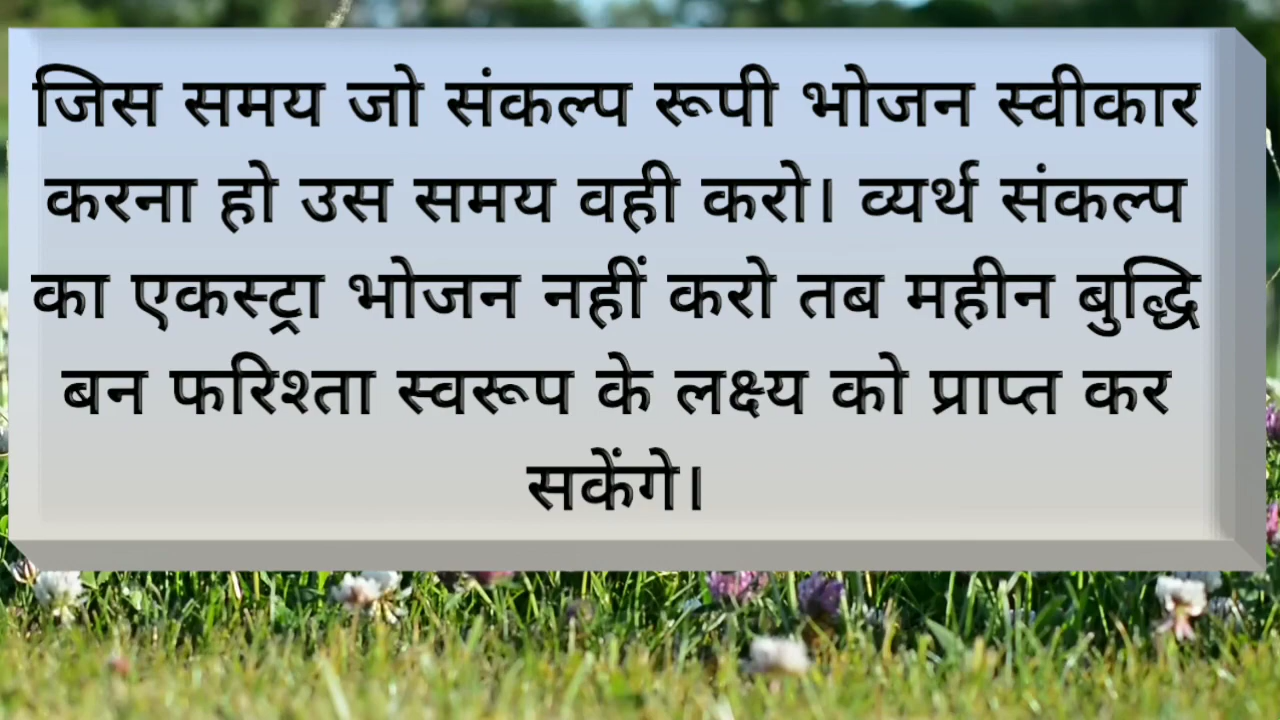 जिस समय जो संकल्प रूपी भोजन स्वीकार
करना हो उस समय वही करो। व्यर्थ संकल्प
का एकस्ट्रा भोजन नहीं करो तब महीन बुद्धि
बन फरिश्ता स्वरूप के लक्ष्य को प्राप्त कर
सकेंगे।